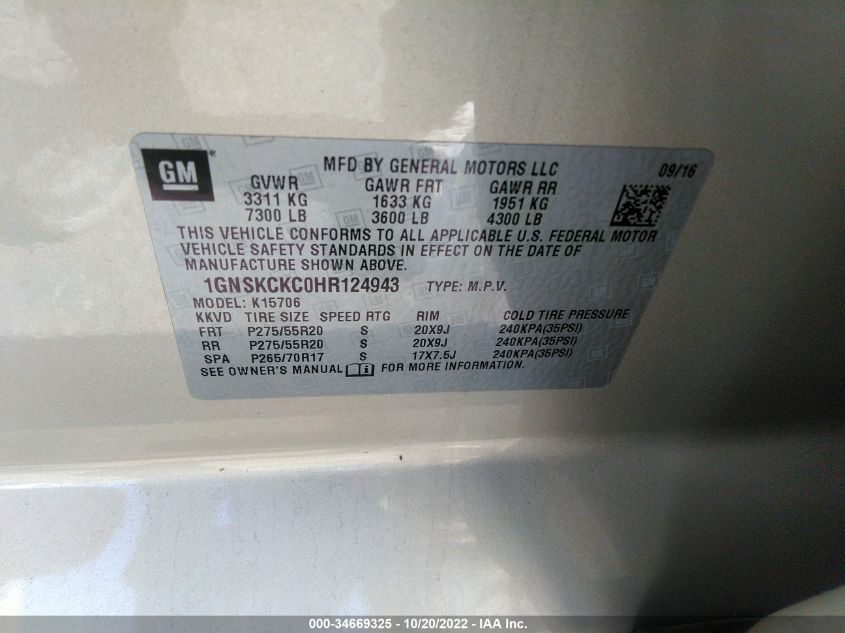 GM
MFD BY GENERAL MOTORS LLC 09/16
GVWR GAWR FRT GAWR RR
3311 KG 1633 KG 1951 KG
7300 LB 3600 LB 4300 LB
THIS VEHICLE CONFORMS TO ALL APPLICABLE U.S. FEDERAL MOTOR
VEHICLE SAFETY STANDARDS IN EFFECT ON THE DATE OF
MANUFACTURE SHOWN ABOVE.
1GNSKCKC0HR124943 TYPE: M.P.V.
MODEL: K15706
KKVD TIRE SIZE SPEED RTG RIM COLD TIRE PRESSURE
FRT P275/55R20 S 20X9J 240KPA(35PSI)
RR P275/55R20 S 20X9J 240KPA(35PSI)
SPA P265/70R17 S 17X7.5J 240KPA(35PSI)
SEE OWNER'S MANUAL i FOR MORE INFORMATION.
000-34669325 - 10/20/2022 - IAA Inc.